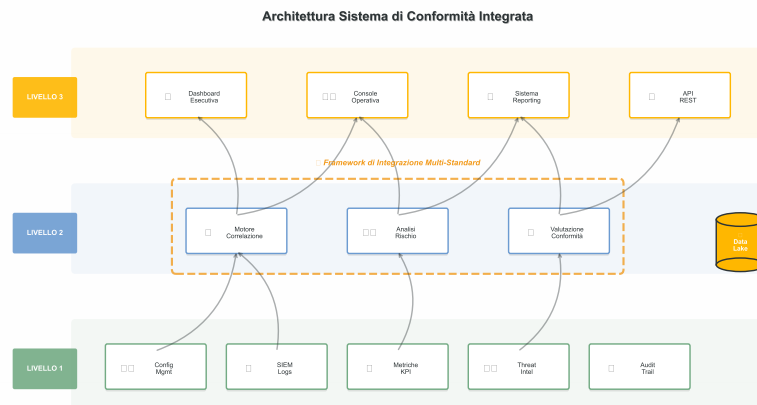 Architettura Sistema di Conformità Integrata
LIVELLO 3
Dashboard
Esecutiva
Console
Operativa
Sistema
Reporting
API
REST
Framework di Integrazione Multi-Standard
LIVELLO 2
Motore
Correlazione
Analisi
Rischio
Valutazione
Conformità
Data
Lake
LIVELLO 1
Config
Mgmt
SIEM
Logs
Metriche
KPI
Threat
Intel
Audit
Trail